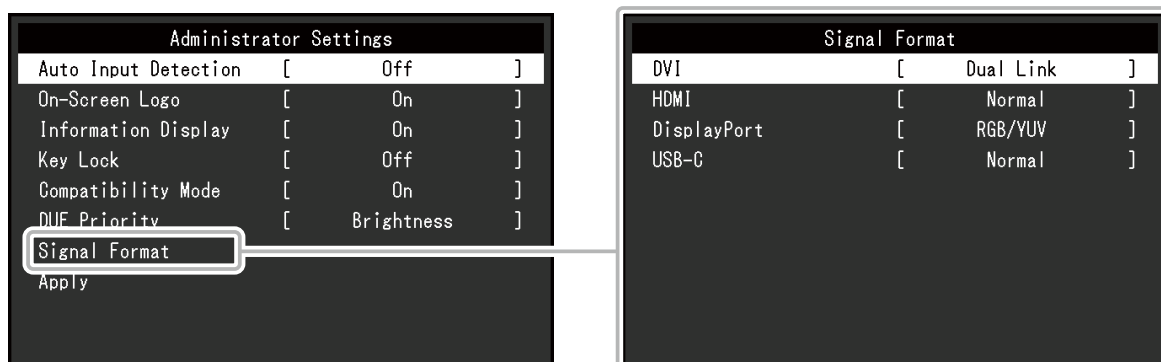 Administrator Settings
Auto Input Detection [ Off ]
On-Screen Logo [ On ]
Information Display [ On ]
Key Lock [ Off ]
Compatibility Mode [ On ]
DUE Priority [ Brightness ]
Signal Format
Apply
Signal Format
DVI [ Dual Link ]
HDMI [ Normal ]
DisplayPort [ RGB/YUV ]
USB-C [ Normal ]